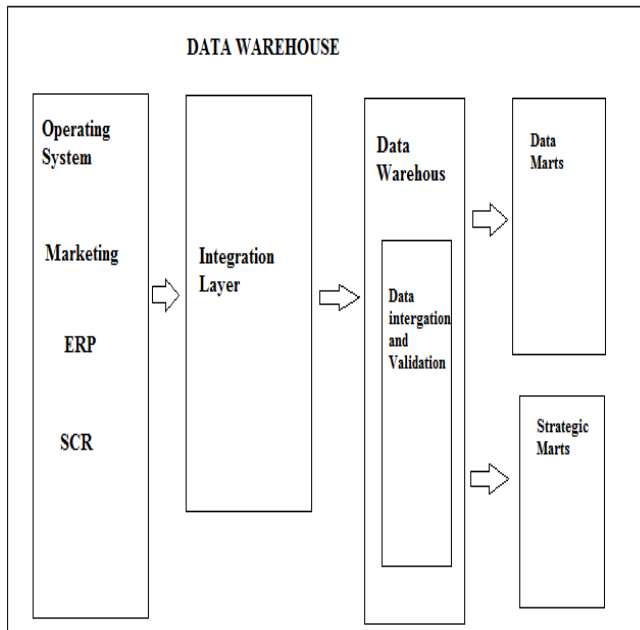 DATA WAREHOUSE
Operating
System
Marketing
ERP
SCR
Integration
Layer
Data
Warehous
Data
intergation
and
Validation
Data
Marts
Strategic
Marts